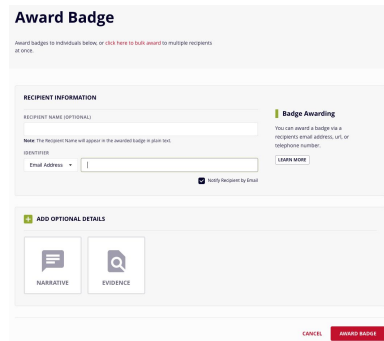 Award Badge
Award badges to individuals below, or click here to bulk award to multiple recipients
at once.
RECIPIENT INFORMATION
RECIPIENT NAME (OPTIONAL)
Note: The Recipient Name will appear in the awarded badge in plain text.
IDENTIFIER
Email Address
Notify Recipient by Email
Badge Awarding
You can award a badge via a
recipients email address, url, or
telephone number.
LEARN MORE
ADD OPTIONAL DETAILS
NARRATIVE
EVIDENCE
CANCEL
AWARD BADGE